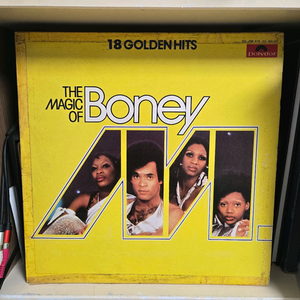 18 GOLDEN HITS
THE
MAGIC
OF
Boney
M.
Polydor